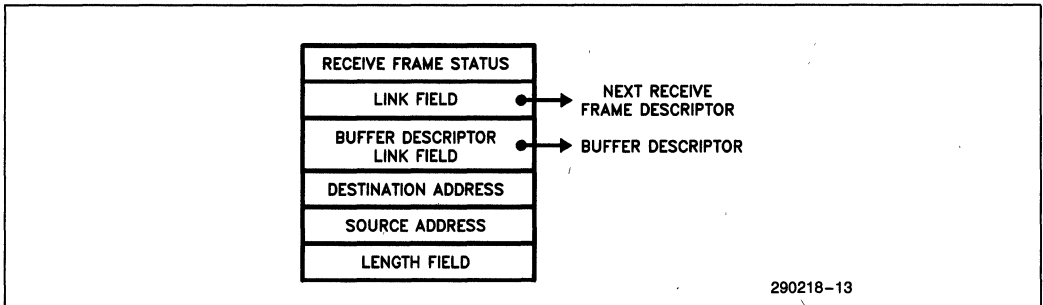 RECEIVE FRAME STATUS
LINK FIELD
NEXT RECEIVE
FRAME DESCRIPTOR
BUFFER DESCRIPTOR
LINK FIELD
BUFFER DESCRIPTOR
DESTINATION ADDRESS
SOURCE ADDRESS
LENGTH FIELD
290218-13